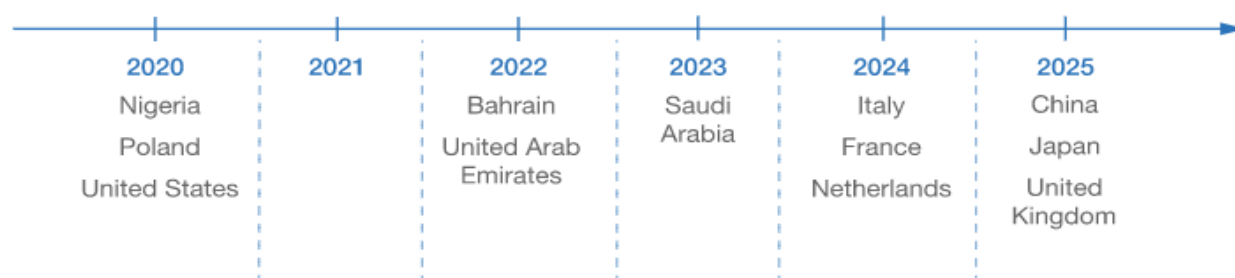 2020
Nigeria
Poland
United States
2021
2022
Bahrain
United Arab
Emirates
2023
Saudi
Arabia
2024
Italy
France
Netherlands
2025
China
Japan
United
Kingdom